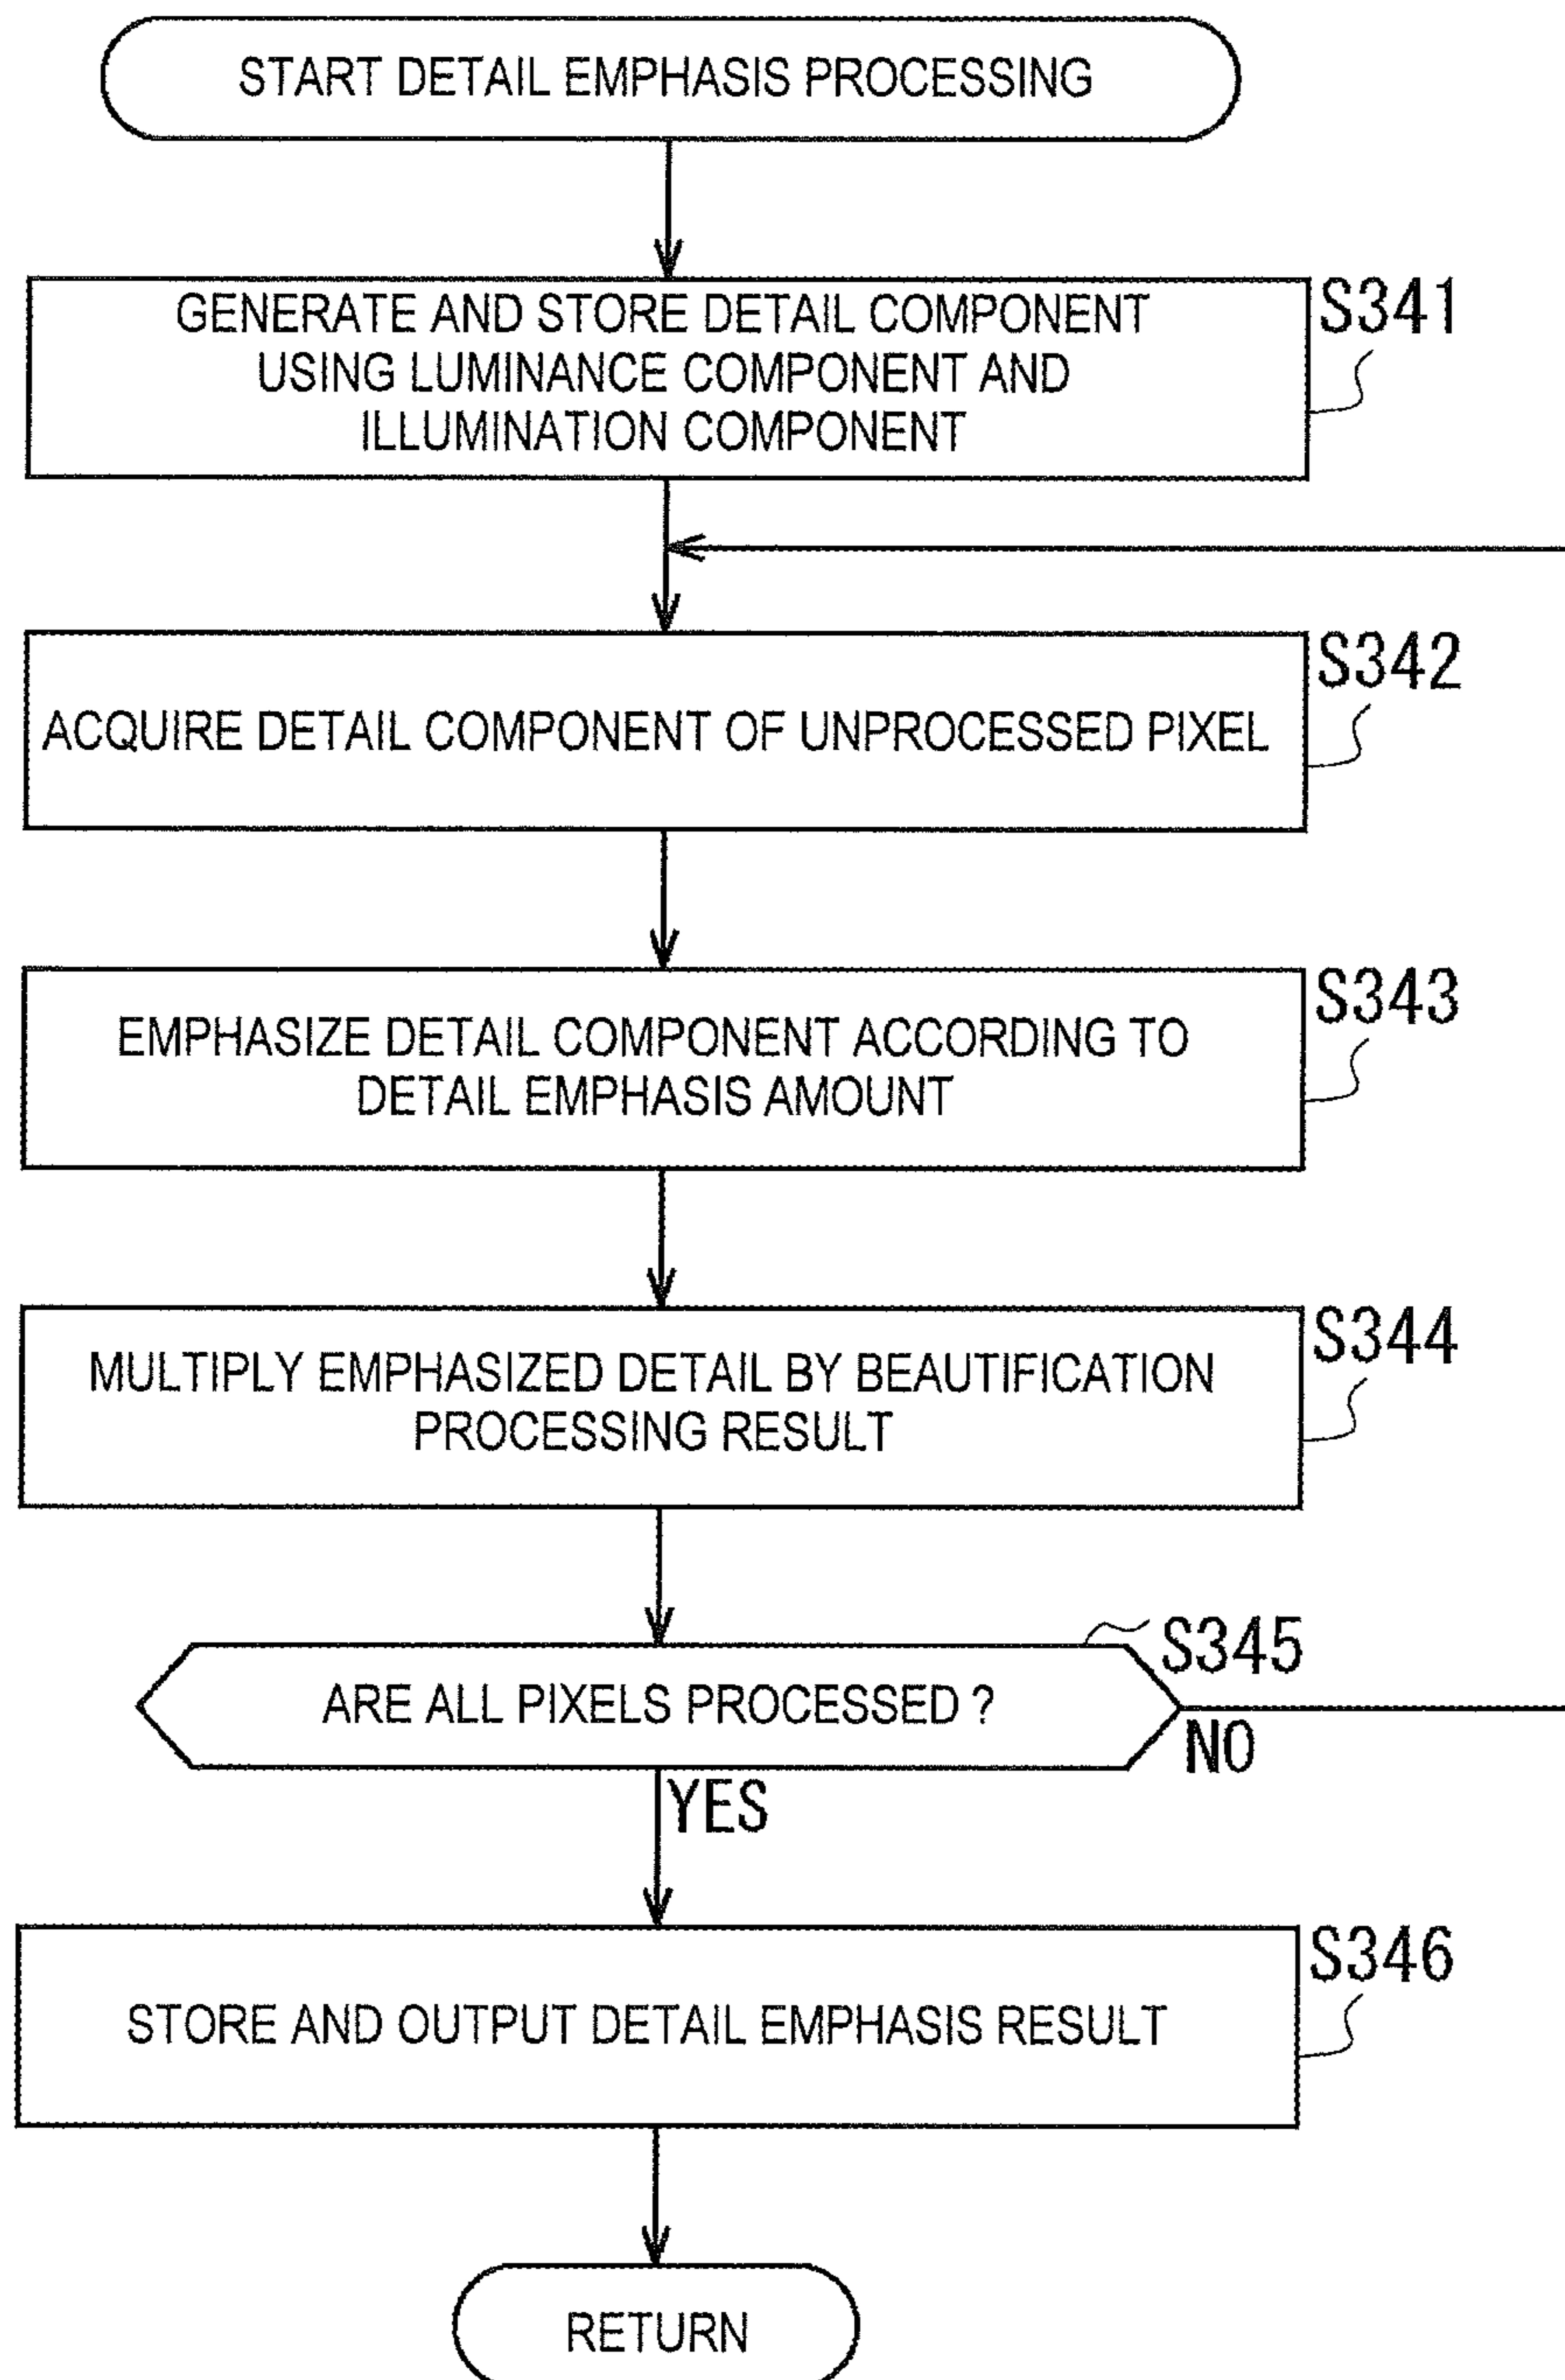 START DETAIL EMPHASIS PROCESSING
GENERATE AND STORE DETAIL COMPONENT
USING LUMINANCE COMPONENT AND
ILLUMINATION COMPONENT
S341
ACQUIRE DETAIL COMPONENT OF UNPROCESSED PIXEL
S342
EMPHASIZE DETAIL COMPONENT ACCORDING TO
DETAIL EMPHASIS AMOUNT
S343
MULTIPLY EMPHASIZED DETAIL BY BEAUTIFICATION
PROCESSING RESULT
S344
S345
ARE ALL PIXELS PROCESSED ?
NO
YES
STORE AND OUTPUT DETAIL EMPHASIS RESULT
S346
RETURN